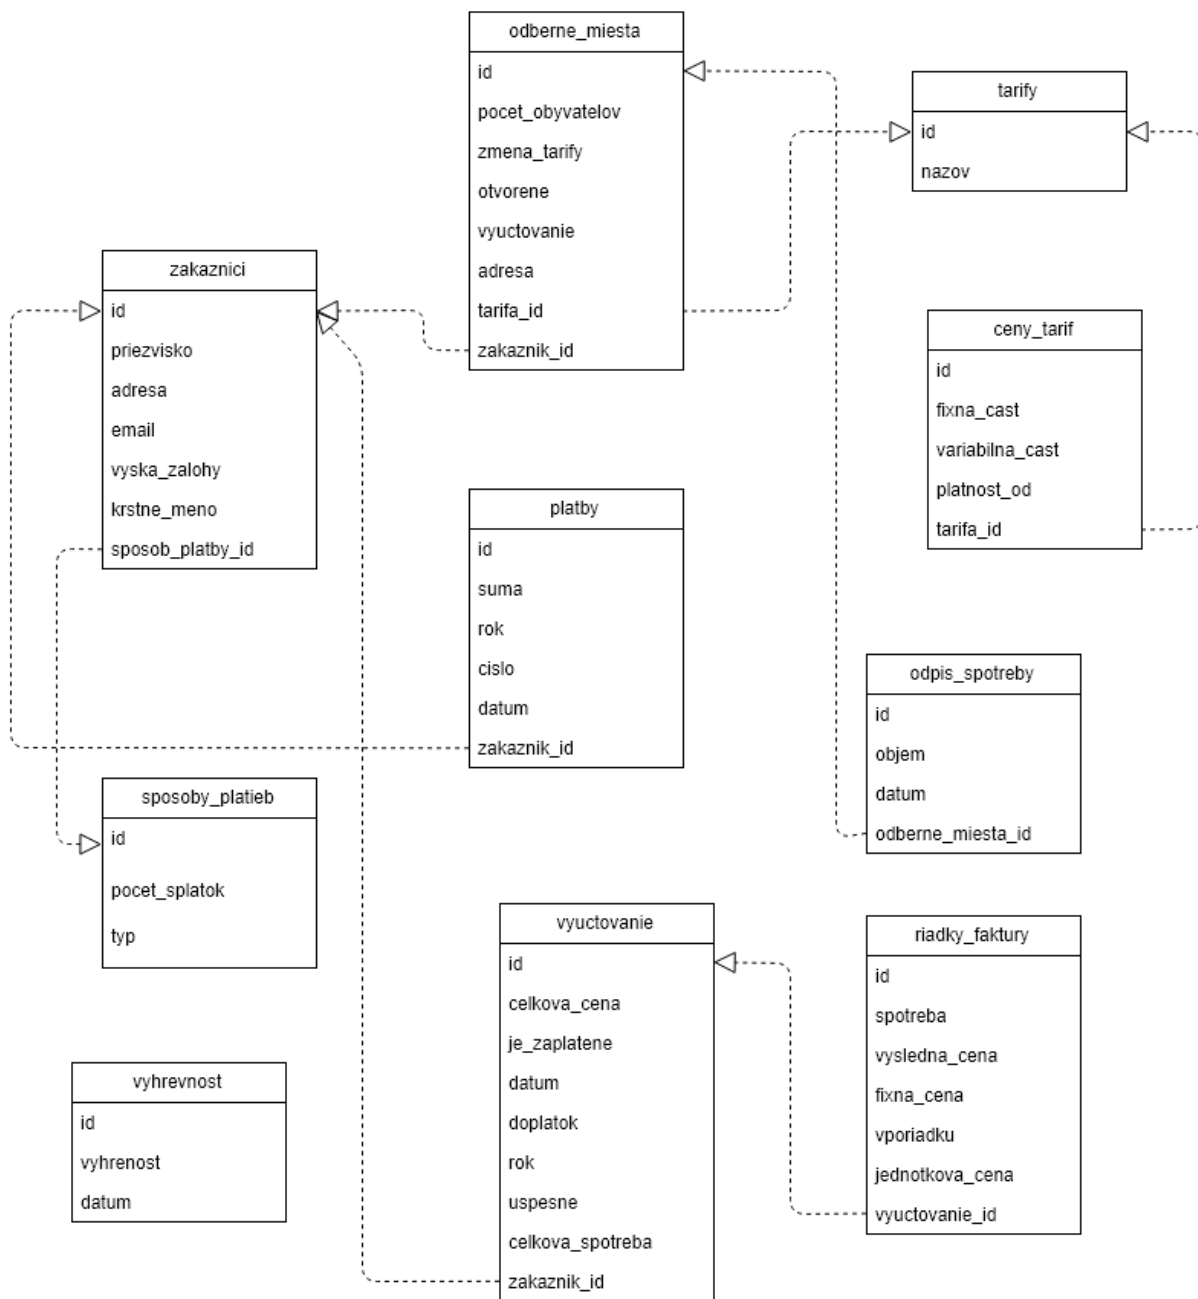 odberne_miesta
id
pocet_obyvatelov
zmena_tarify
otvorene
vyuctovanie
adresa
tarifa_id
zakaznik_id
tarify
id
nazov
zakaznici
id
priezvisko
adresa
email
vyska_zalohy
krstne_meno
sposob_platby_id
ceny_tarif
id
fixna_cast
variabilna_cast
platnost_od
tarifa_id
platby
id
suma
rok
cislo
datum
zakaznik_id
odpis_spotreby
id
objem
datum
odberne_miesta_id
sposoby_platieb
id
pocet_splatok
typ
vyuctovanie
id
celkova_cena
je_zaplatene
datum
doplatok
rok
uspesne
celkova_spotreba
zakaznik_id
riadky_faktury
id
spotreba
vysledna_cena
fixna_cena
vporiadku
jednotkova_cena
vyuctovanie_id
vyhrevnost
id
vyhrenost
datum